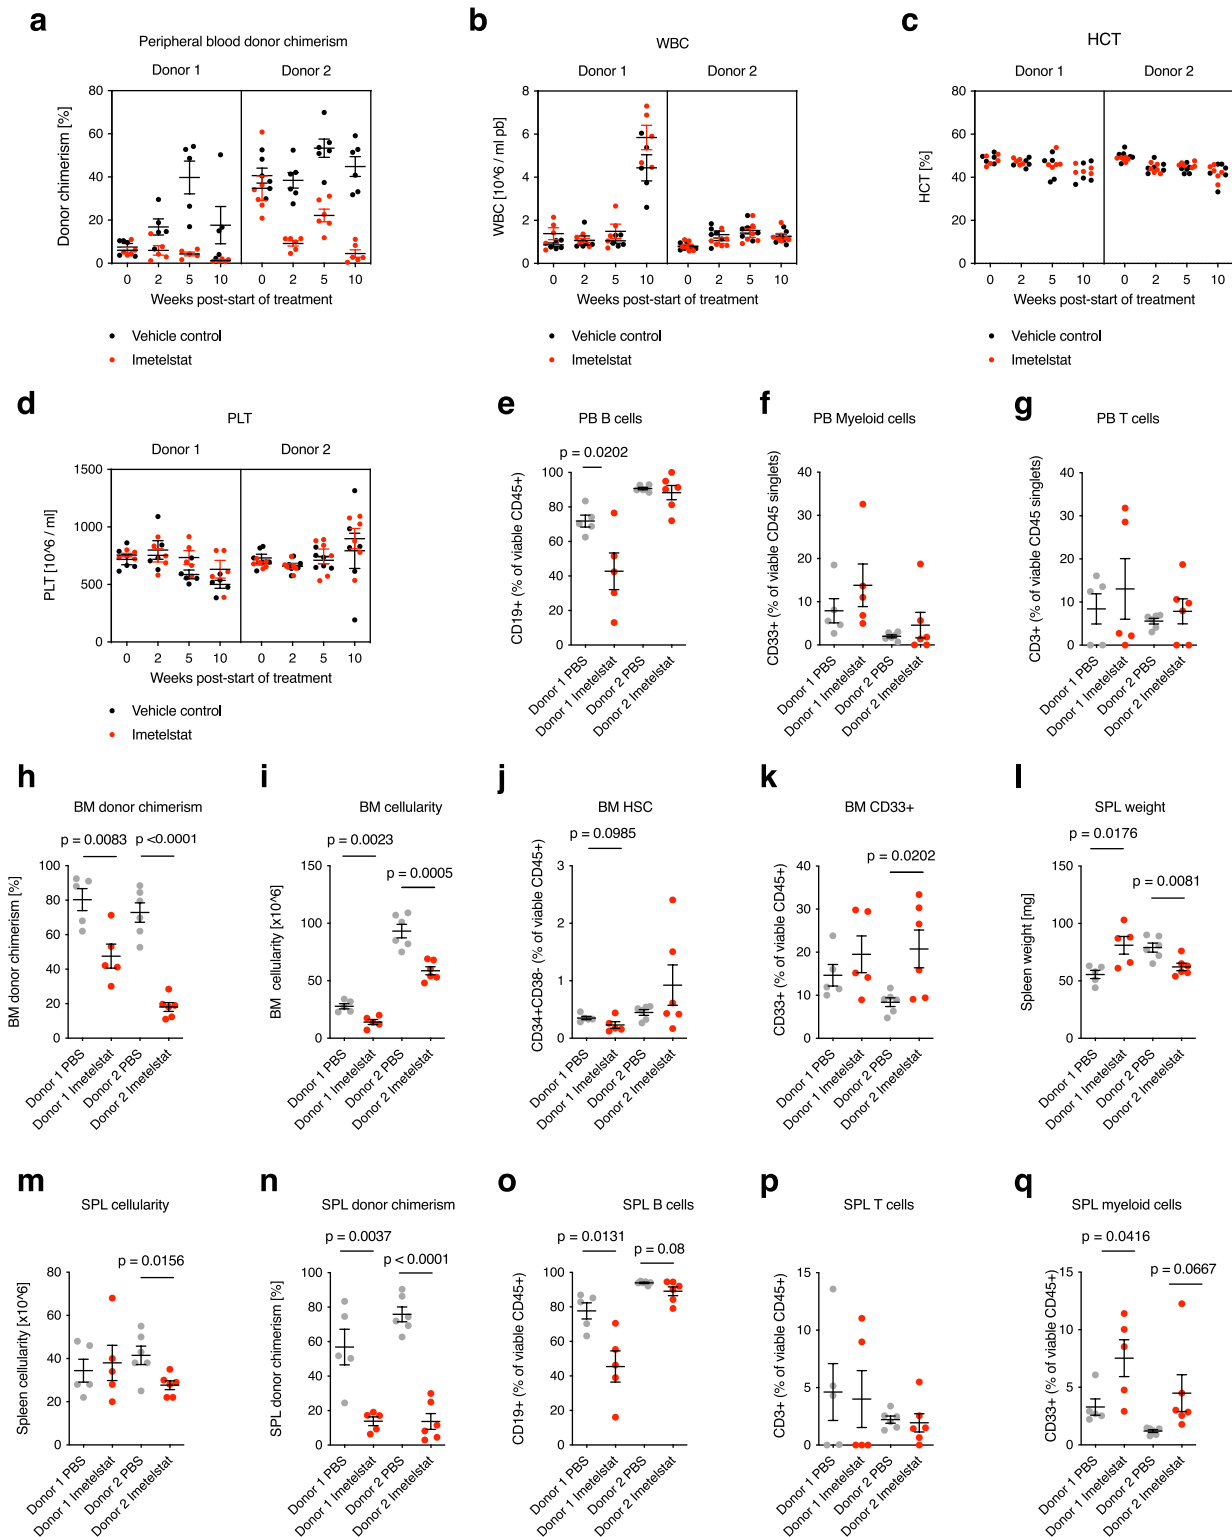 a
Peripheral blood donor chimerism
Donor 1
Donor 2
Donor chimerism [%]
80
60
40
20
0
0 2 5 10 0 2 5 10
Weeks post-start of treatment
Vehicle control
Imetelstat
b
WBC
Donor 1
Donor 2
WBC [10^6 / ml pb]
8
6
4
2
0
0 2 5 10 0 2 5 10
Weeks post-start of treatment
Vehicle control
Imetelstat
c
HCT
Donor 1
Donor 2
HCT [%]
80
60
40
20
0
0 2 5 10 0 2 5 10
Weeks post-start of treatment
Vehicle control
Imetelstat
d
PLT
Donor 1
Donor 2
PLT [10^6 / ml]
1500
1000
500
0
0 2 5 10 0 2 5 10
Weeks post-start of treatment
Vehicle control
Imetelstat
e
PB B cells
p = 0.0202
CD19+ (% of viable CD45+)
100
80
60
40
20
0
Donor 1 PBS
Donor 1 Imetelstat
Donor 2 PBS
Donor 2 Imetelstat
f
PB Myeloid cells
CD33+ (% of viable CD45 singlets)
40
30
20
10
0
Donor 1 PBS
Donor 1 Imetelstat
Donor 2 PBS
Donor 2 Imetelstat
g
PB T cells
CD3+ (% of viable CD45 singlets)
40
30
20
10
0
Donor 1 PBS
Donor 1 Imetelstat
Donor 2 PBS
Donor 2 Imetelstat
h
BM donor chimerism
p = 0.0083
p <0.0001
BM donor chimerism [%]
100
80
60
40
20
0
Donor 1 PBS
Donor 1 Imetelstat
Donor 2 PBS
Donor 2 Imetelstat
i
BM cellularity
p = 0.0023
p = 0.0005
BM cellularity [x10^6]
150
100
50
0
Donor 1 PBS
Donor 1 Imetelstat
Donor 2 PBS
Donor 2 Imetelstat
j
BM HSC
p = 0.0985
CD34+CD38- (% of viable CD45+)
3
2
1
0
Donor 1 PBS
Donor 1 Imetelstat
Donor 2 PBS
Donor 2 Imetelstat
k
BM CD33+
p = 0.0202
CD33+ (% of viable CD45+)
40
30
20
10
0
Donor 1 PBS
Donor 1 Imetelstat
Donor 2 PBS
Donor 2 Imetelstat
l
SPL weight
p = 0.0176
p = 0.0081
Spleen weight [mg]
150
100
50
0
Donor 1 PBS
Donor 1 Imetelstat
Donor 2 PBS
Donor 2 Imetelstat
m
SPL cellularity
p = 0.0156
Spleen cellularity [x10^6]
80
60
40
20
0
Donor 1 PBS
Donor 1 Imetelstat
Donor 2 PBS
Donor 2 Imetelstat
n
SPL donor chimerism
p = 0.0037
p < 0.0001
SPL donor chimerism [%]
100
80
60
40
20
0
Donor 1 PBS
Donor 1 Imetelstat
Donor 2 PBS
Donor 2 Imetelstat
o
SPL B cells
p = 0.0131
p = 0.08
CD19+ (% of viable CD45+)
100
80
60
40
20
0
Donor 1 PBS
Donor 1 Imetelstat
Donor 2 PBS
Donor 2 Imetelstat
p
SPL T cells
CD3+ (% of viable CD45+)
15
10
5
0
Donor 1 PBS
Donor 1 Imetelstat
Donor 2 PBS
Donor 2 Imetelstat
q
SPL myeloid cells
p = 0.0416
p = 0.0667
CD33+ (% of viable CD45+)
15
10
5
0
Donor 1 PBS
Donor 1 Imetelstat
Donor 2 PBS
Donor 2 Imetelstat